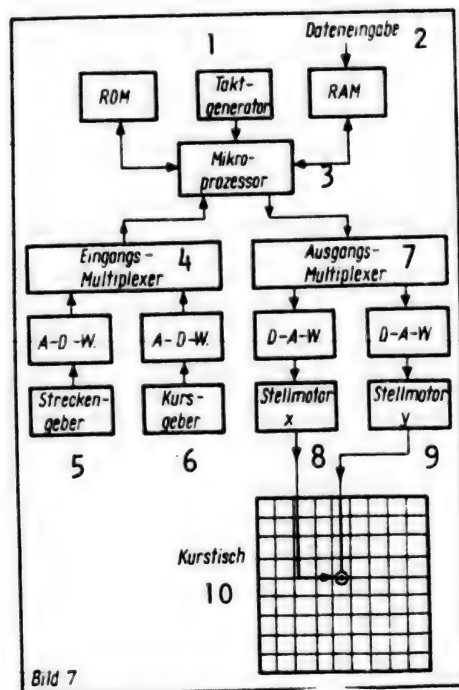 1
Dateneingabe 2
ROM
Takt-
generator
RAM
Mikro-
prozessor
3
Eingangs-
Multiplexer
4
Ausgangs-
Multiplexer
7
A-D-W.
A-D-W.
D-A-W.
D-A-W.
Strecken-
geber
Kurs-
geber
Stellmotor
x
Stellmotor
y
5
6
8
9
Kurstisch
10
Bild 7